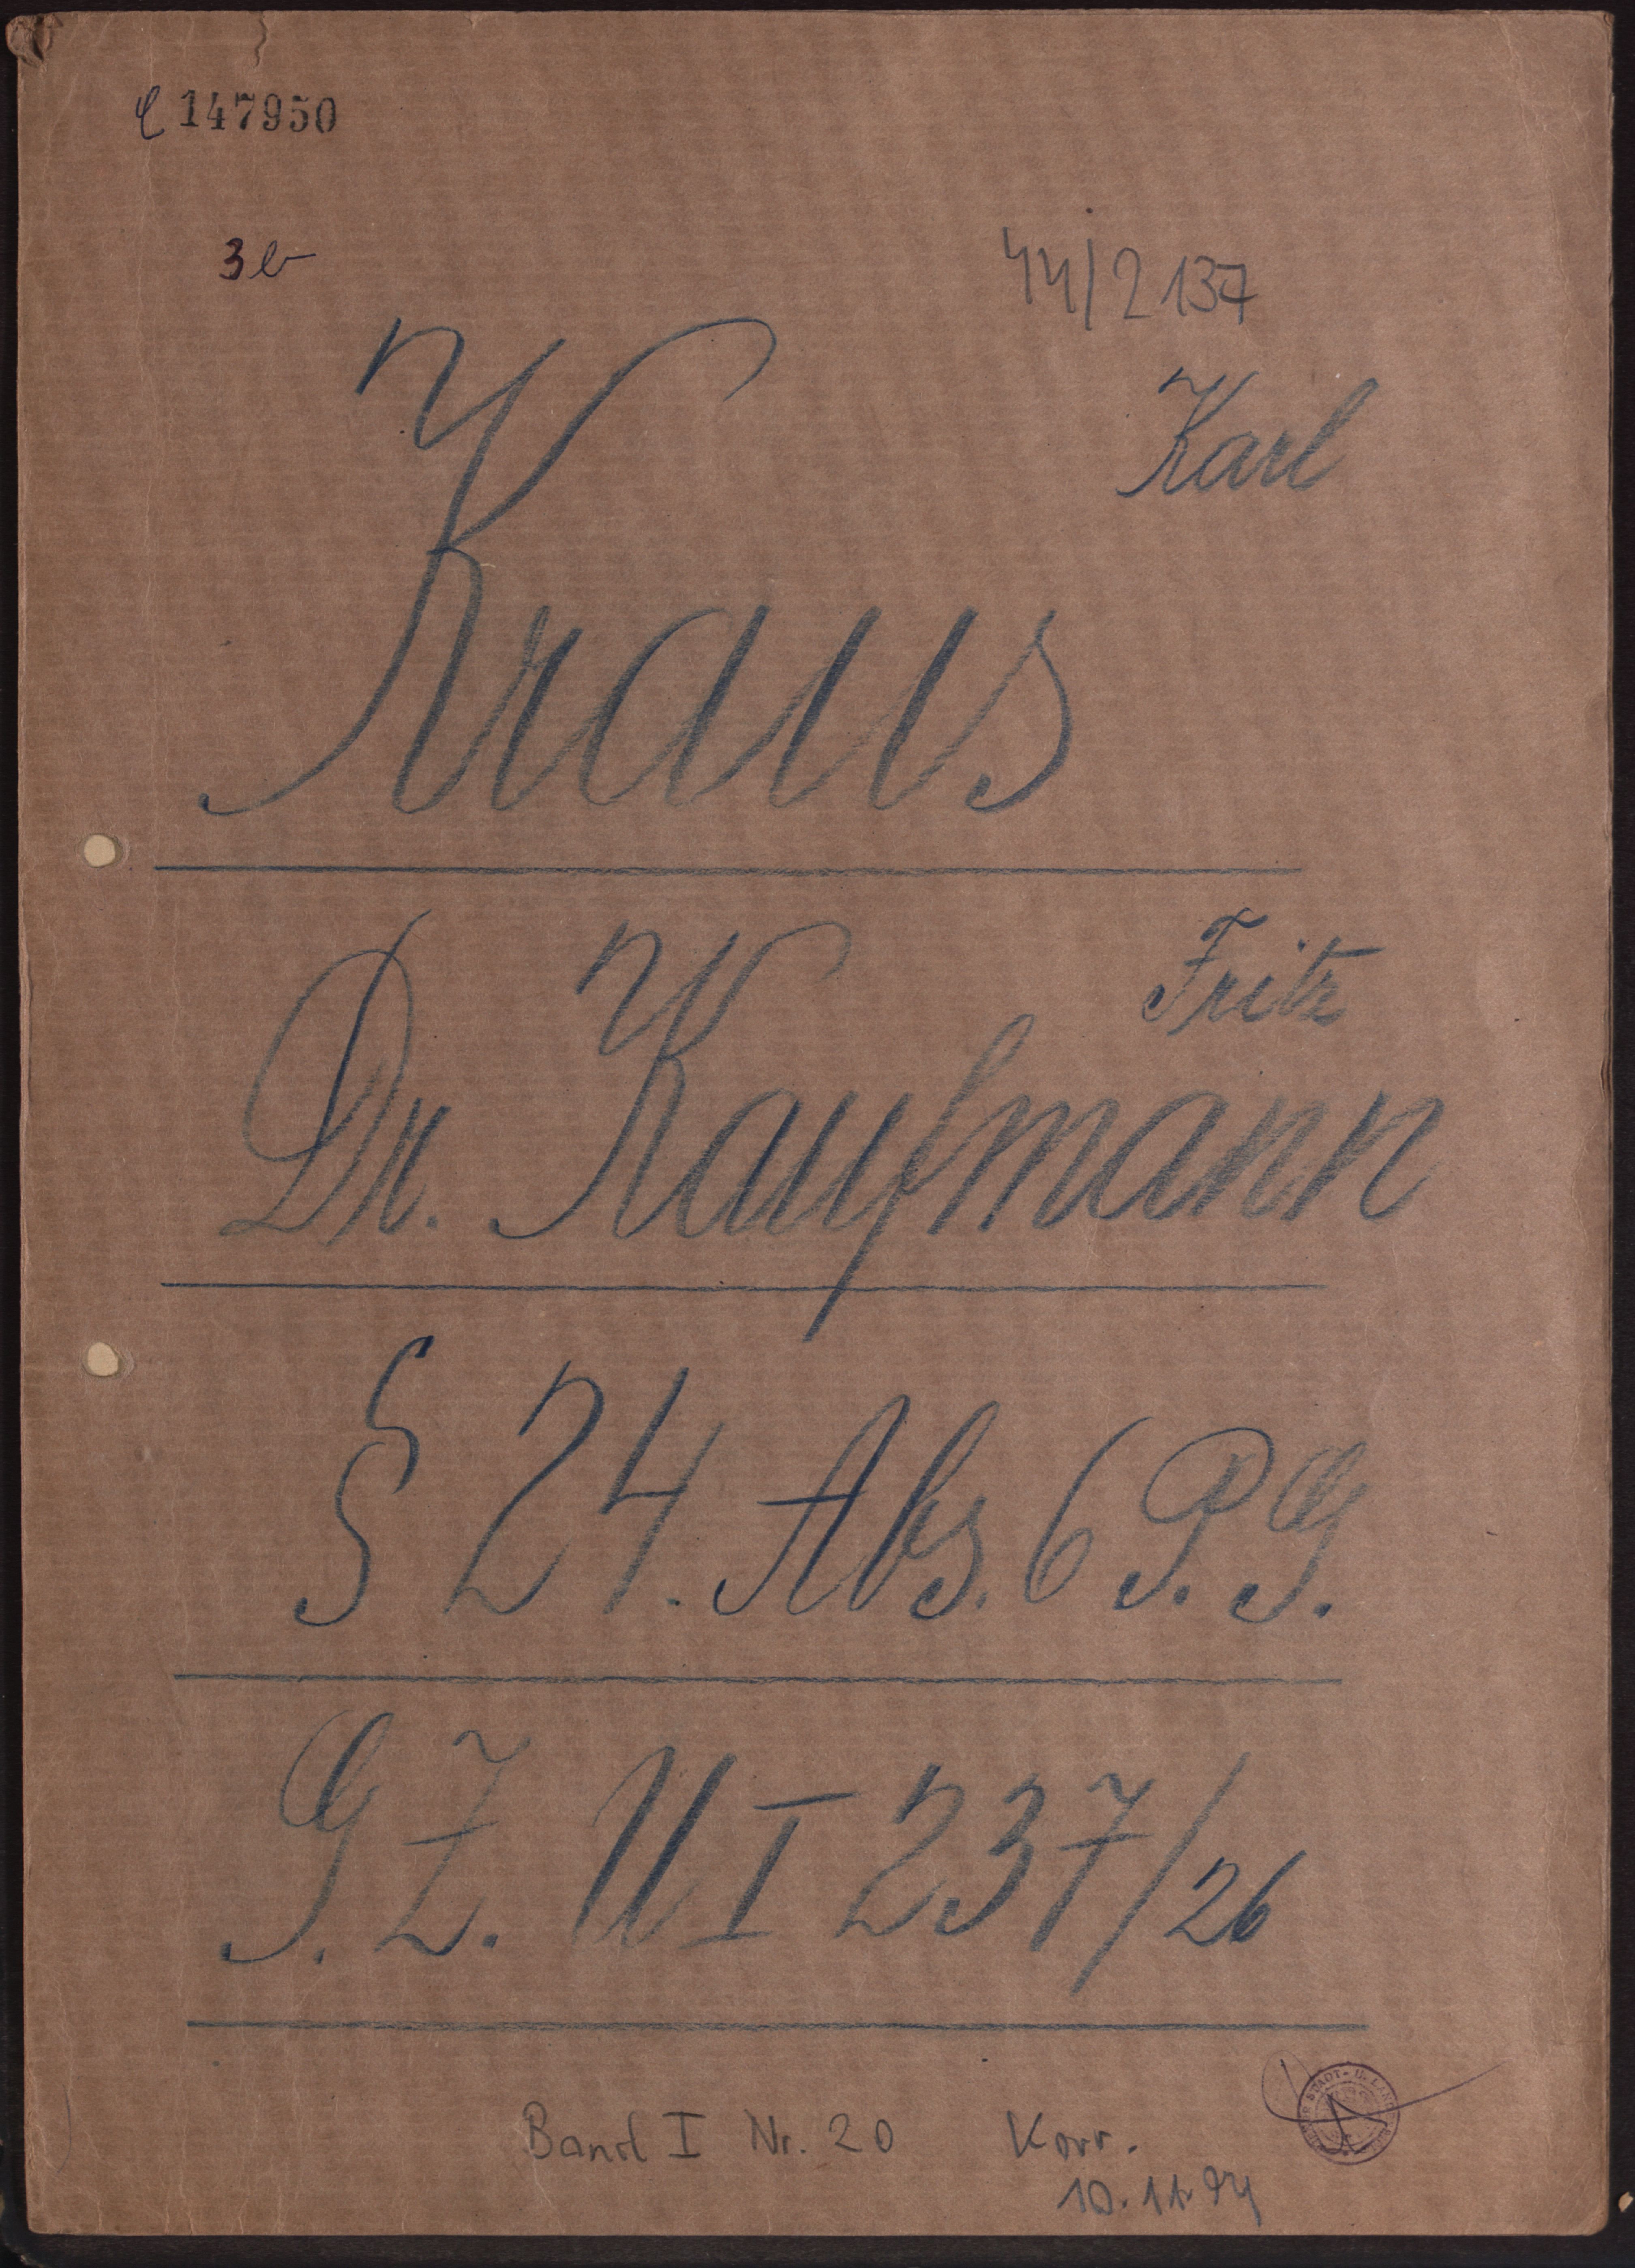 147950
3b
44/2137
Karl
Kraus
Fritz
Dr. Kaufmann
§ 24. Abs. 6 P. G.
G. Z. U I 237/26
Band I Nr. 20 Korr.
10.11.94